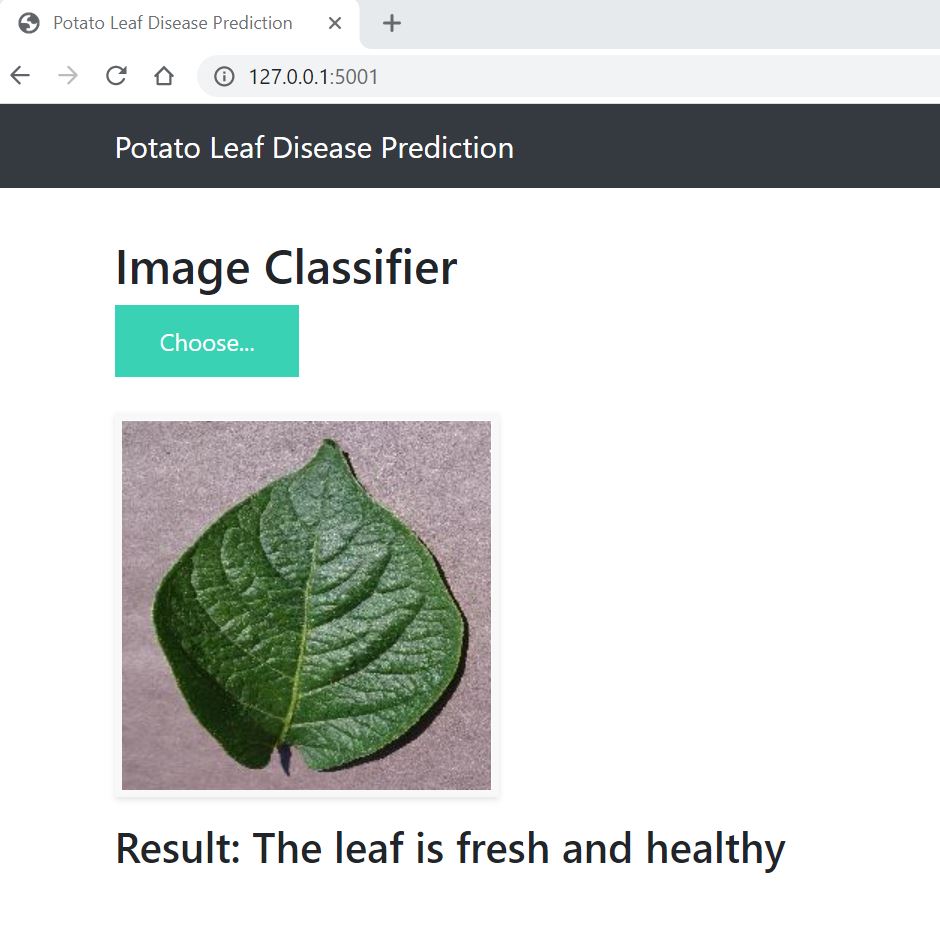 Potato Leaf Disease Prediction
127.0.0.1:5001
Potato Leaf Disease Prediction
Image Classifier
Choose...
Result: The leaf is fresh and healthy